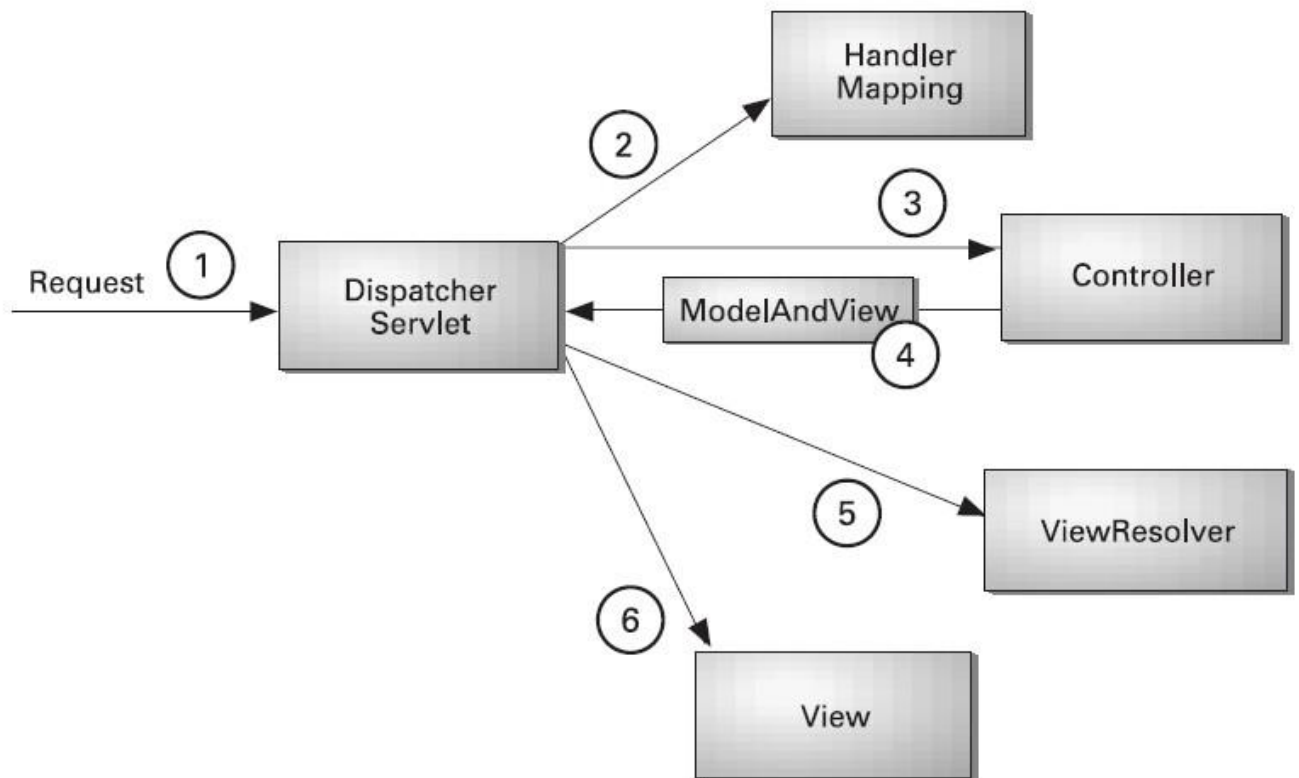 Handler
Mapping
2
3
Request
1
Dispatcher
Servlet
ModelAndView
4
Controller
5
ViewResolver
6
View